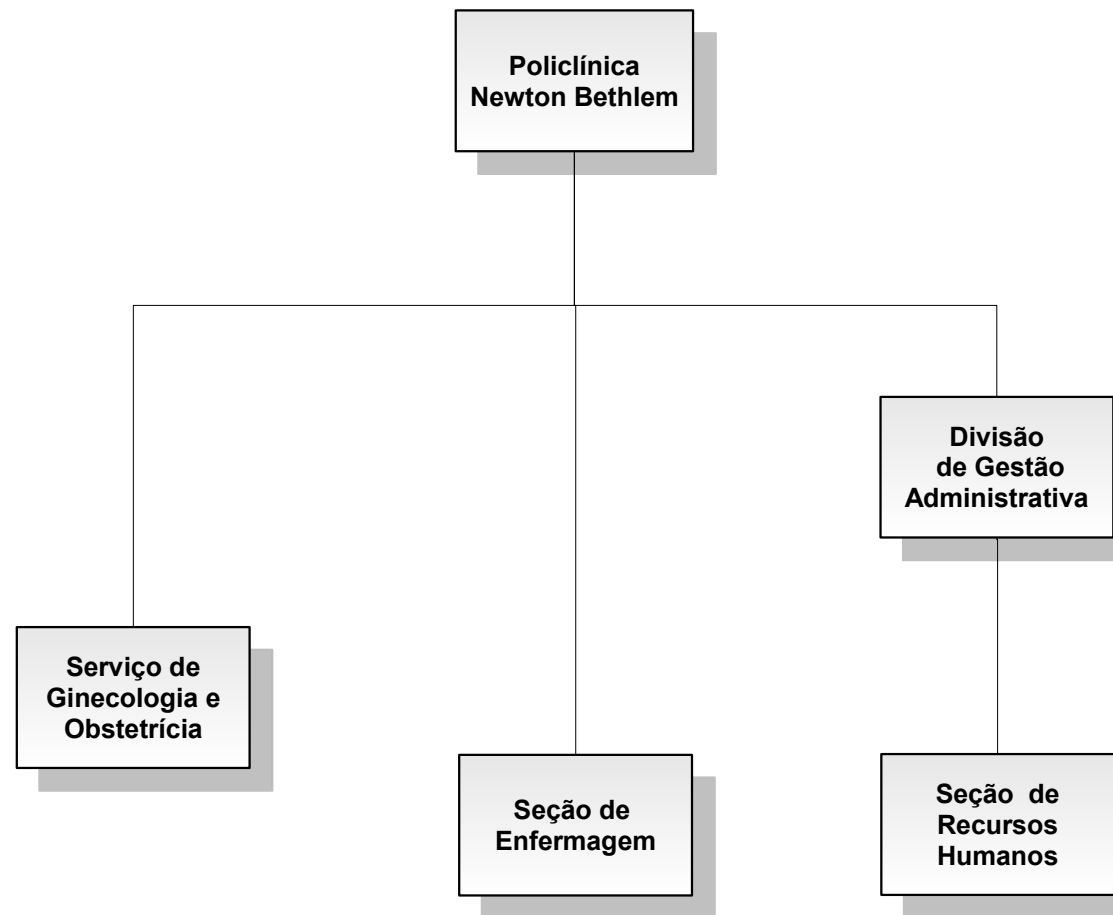 Policlínica
Newton Bethlem
Divisão
de Gestão
Administrativa
Serviço de
Ginecologia e
Obstetrícia
Seção de
Enfermagem
Seção de
Recursos
Humanos